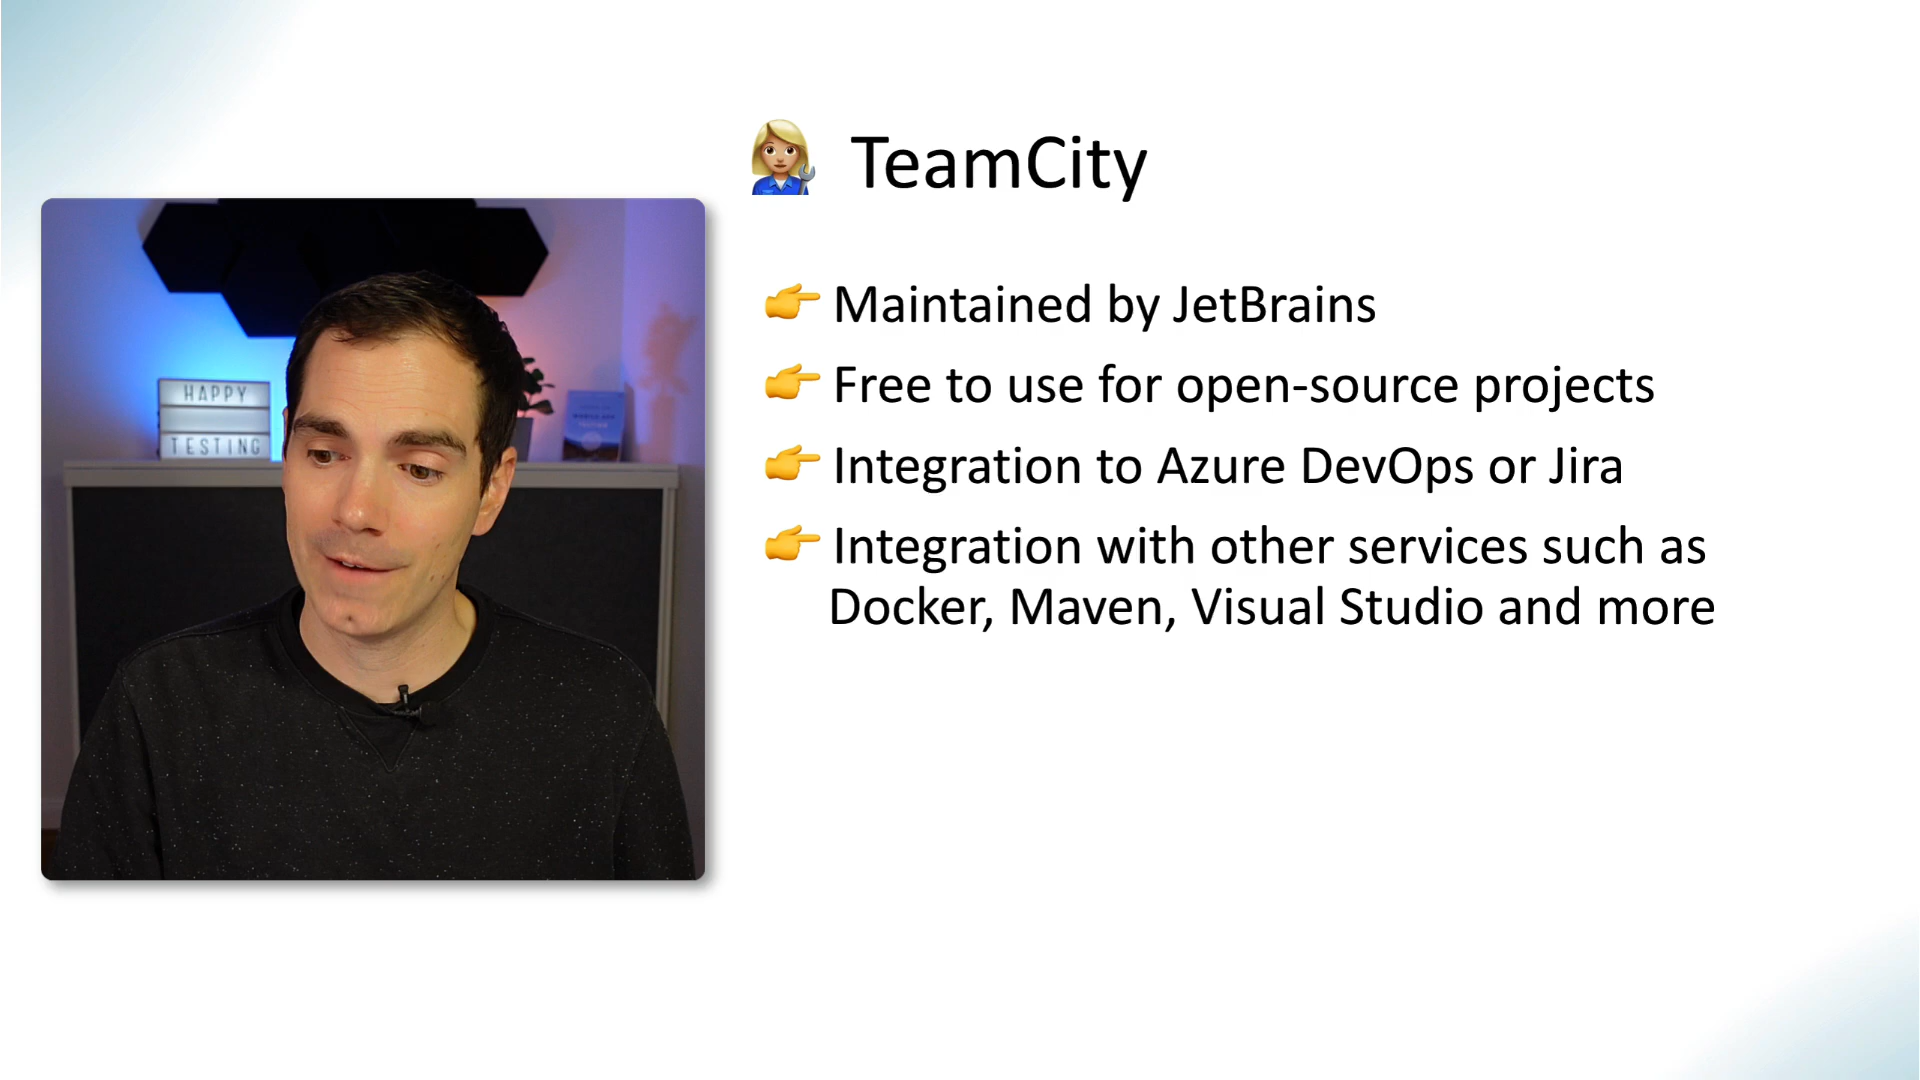 TeamCity
Maintained by JetBrains
Free to use for open-source projects
Integration to Azure DevOps or Jira
Integration with other services such as
Docker, Maven, Visual Studio and more
HAPPY
TESTING